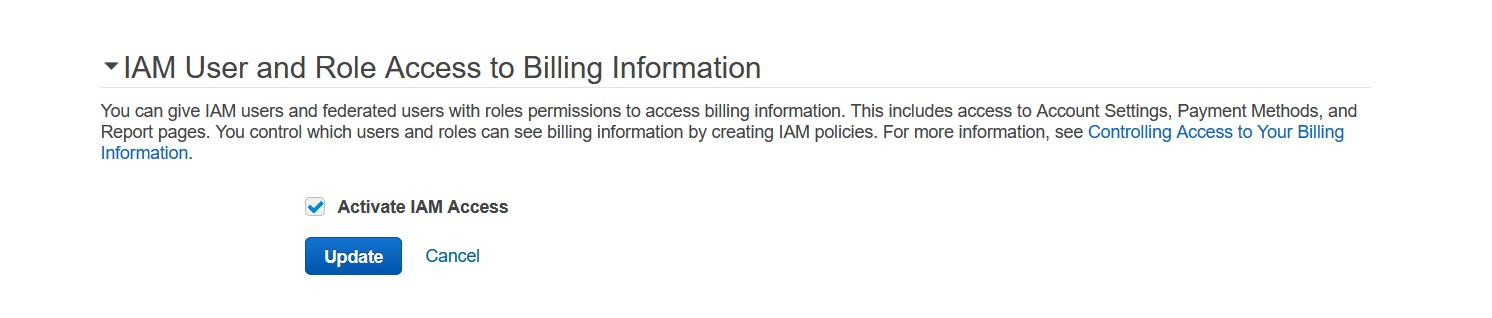 IAM User and Role Access to Billing Information
You can give IAM users and federated users with roles permissions to access billing information. This includes access to Account Settings, Payment Methods, and
Report pages. You control which users and roles can see billing information by creating IAM policies. For more information, see Controlling Access to Your Billing
Information.
Activate IAM Access
Update Cancel